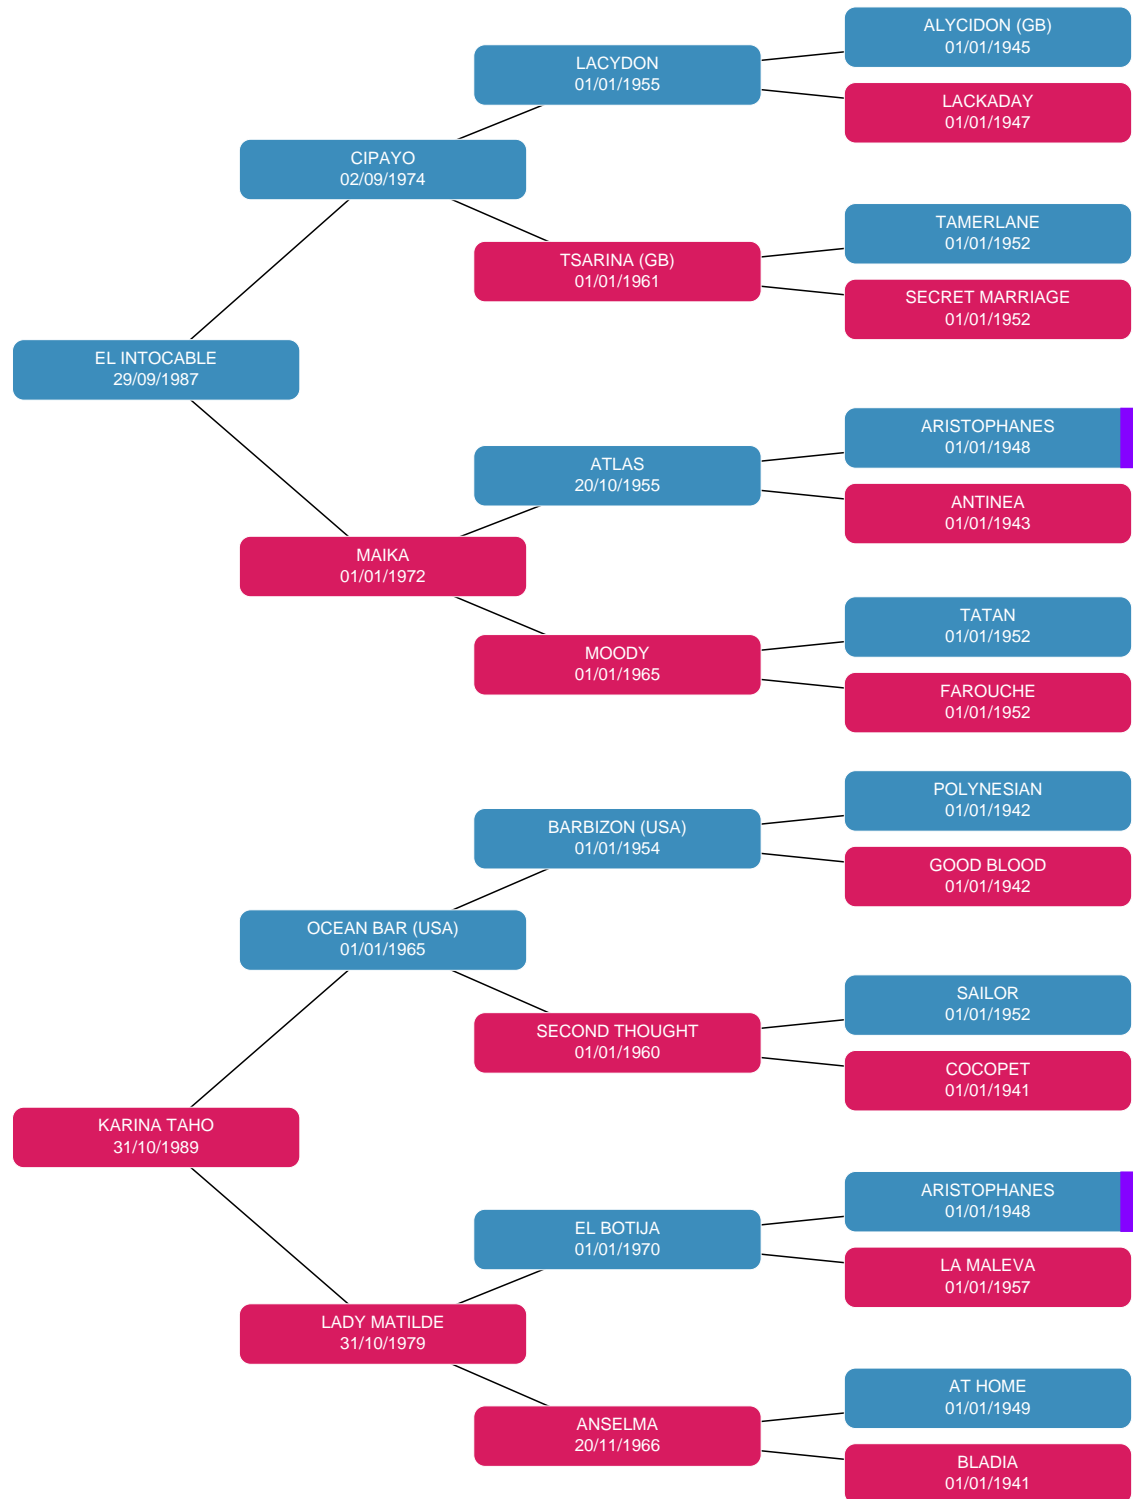 ALYCIDON (GB)
01/01/1945
LACYDON
01/01/1955
LACKADAY
01/01/1947
CIPAYO
02/09/1974
TAMERLANE
01/01/1952
TSARINA (GB)
01/01/1961
SECRET MARRIAGE
01/01/1952
EL INTOCABLE
29/09/1987
ARISTOPHANES
01/01/1948
ATLAS
20/10/1955
ANTINEA
01/01/1943
MAIKA
01/01/1972
TATAN
01/01/1952
MOODY
01/01/1965
FAROUCHE
01/01/1952
POLYNESIAN
01/01/1942
BARBIZON (USA)
01/01/1954
GOOD BLOOD
01/01/1942
OCEAN BAR (USA)
01/01/1965
SAILOR
01/01/1952
SECOND THOUGHT
01/01/1960
COCOPET
01/01/1941
KARINA TAHO
31/10/1989
ARISTOPHANES
01/01/1948
EL BOTIJA
01/01/1970
LA MALEVA
01/01/1957
LADY MATILDE
31/10/1979
AT HOME
01/01/1949
ANSELMA
20/11/1966
BLADIA
01/01/1941